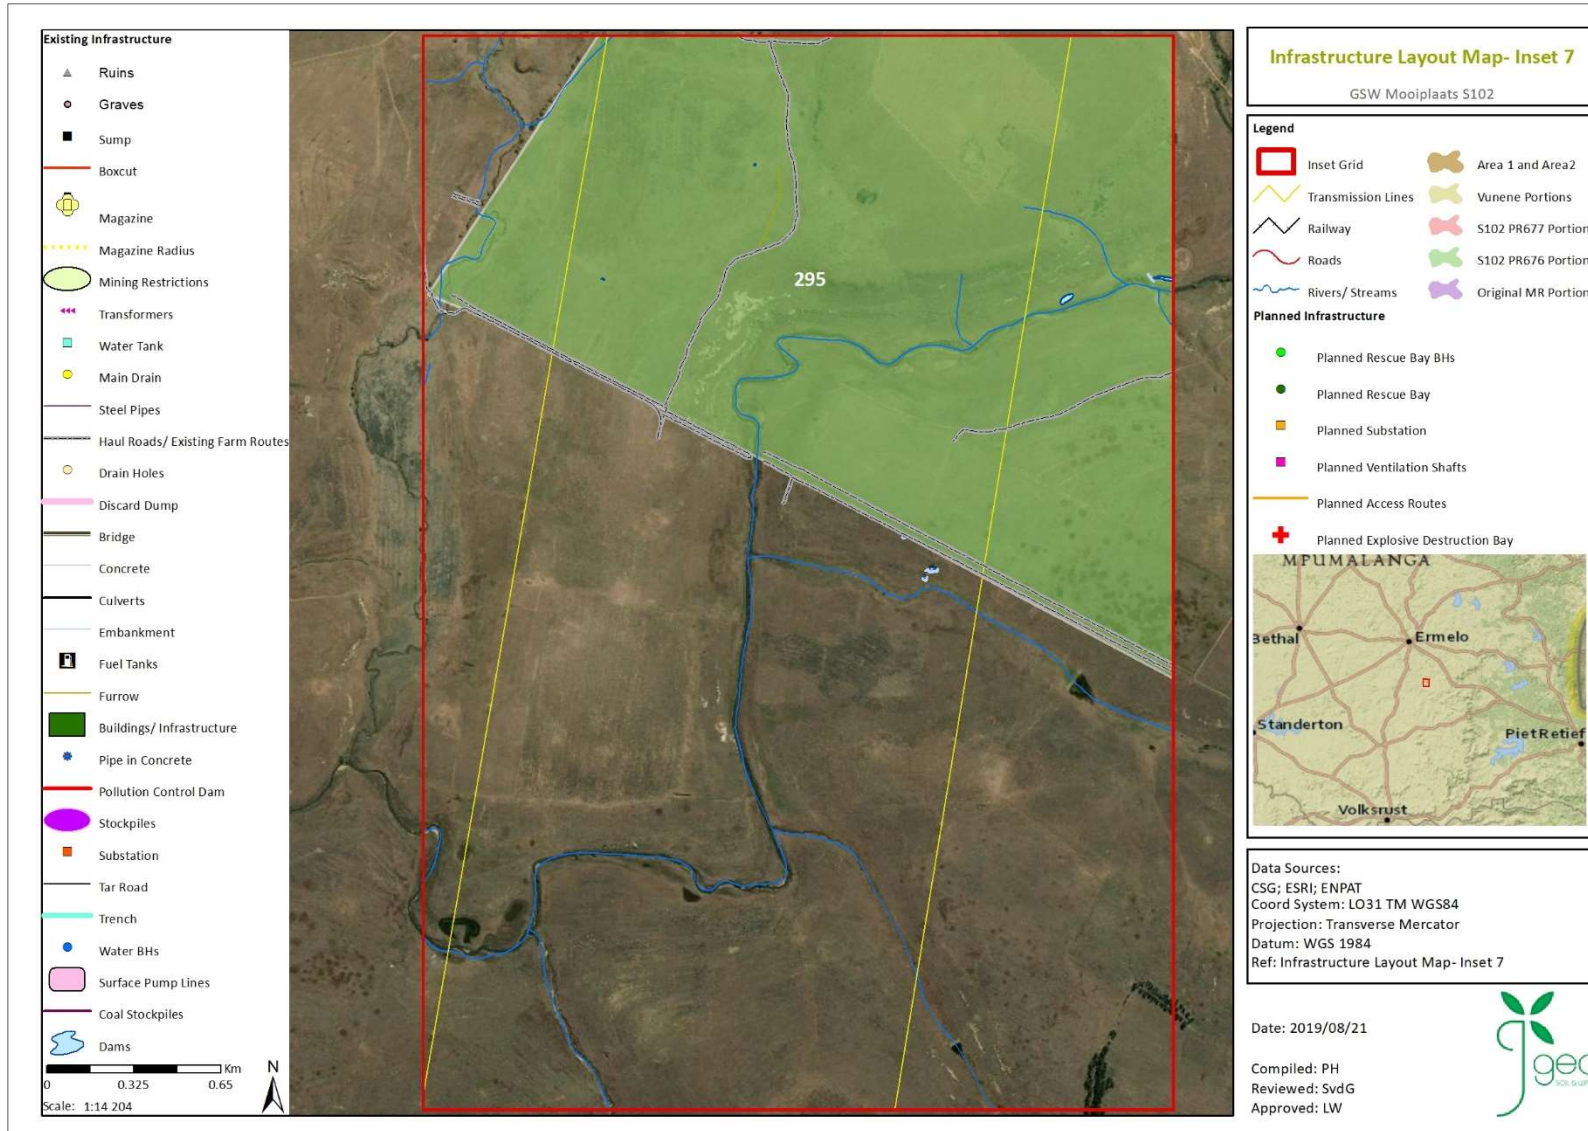 Existing Infrastructure
Ruins
Graves
Sump
Boxcut
Magazine
Magazine Radius
Mining Restrictions
Transformers
Water Tank
Main Drain
Steel Pipes
Haul Roads/ Existing Farm Routes
Drain Holes
Discard Dump
Bridge
Concrete
Culverts
Embankment
Fuel Tanks
Furrow
Buildings/ Infrastructure
Pipe in Concrete
Pollution Control Dam
Stockpiles
Substation
Tar Road
Trench
Water BHs
Surface Pump Lines
Coal Stockpiles
Dams
Km
0 0.325 0.65
Scale: 1:14 204
N
295
Infrastructure Layout Map- Inset 7
GSW Mooiplaats S102
Legend
Inset Grid
Transmission Lines
Railway
Roads
Rivers/ Streams
Area 1 and Area2
Vunene Portions
S102 PR677 Portion
S102 PR676 Portion
Original MR Portion
Planned Infrastructure
Planned Rescue Bay BHs
Planned Rescue Bay
Planned Substation
Planned Ventilation Shafts
Planned Access Routes
Planned Explosive Destruction Bay
MPUMALANGA
Bethal
Ermelo
Standerton
Piet Retief
Volksrust
Data Sources:
CSG; ESRI; ENPAT
Coord System: LO31 TM WGS84
Projection: Transverse Mercator
Datum: WGS 1984
Ref: Infrastructure Layout Map- Inset 7
Date: 2019/08/21
Compiled: PH
Reviewed: SvdG
Approved: LW